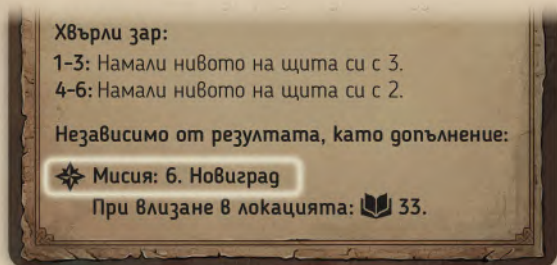 Хвърли зар:
1-3: Намали нивото на щита си с 3.
4-6: Намали нивото на щита си с 2.
Независимо от резултата, като допълнение:
Мисия: 6. Новиград
При влизане в локацията: 33.